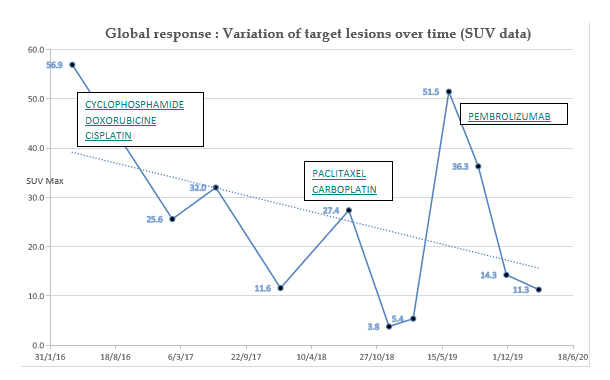 Global response : Variation of target lesions over time (SUV data)
60.0
56.9
50.0
51.5
CYCLOPHOSPHAMIDE
DOXORUBICINE
CISPLATIN
PEMBROLIZUMAB
40.0
36.3
PACLITAXEL
CARBOPLATIN
SUV Max
32.0
30.0
27.4
25.6
20.0
14.3
11.6
11.3
10.0
5.4
3.8
0.0
31/1/16 18/8/16 6/3/17 22/9/17 10/4/18 27/10/18 15/5/19 1/12/19 18/6/20